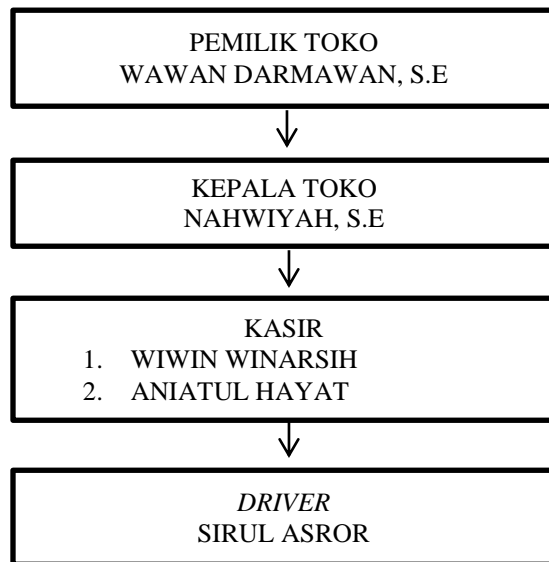 PEMILIK TOKO
WAWAN DARMAWAN, S.E
KEPALA TOKO
NAHWIYAH, S.E
KASIR
1. WIWIN WINARSIH
2. ANIATUL HAYAT
DRIVER
SIRUL ASROR